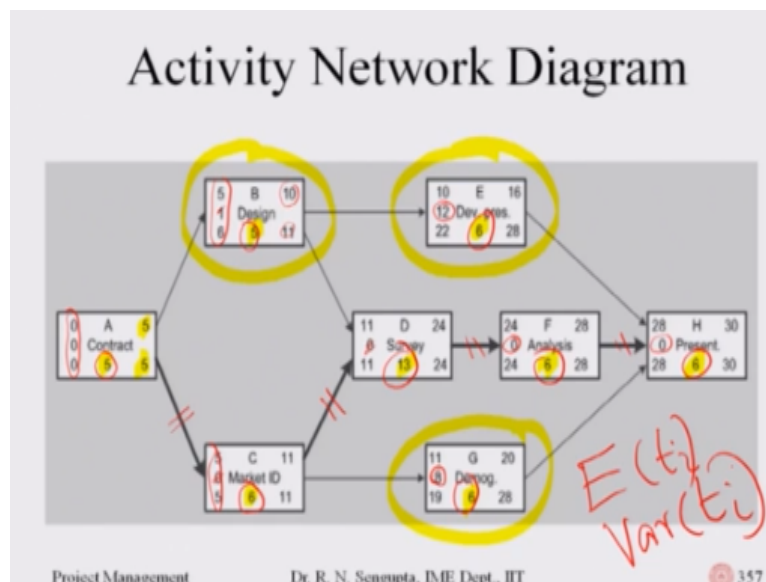 Activity Network Diagram
5 B 10
1 Design
6 5 11
10 E 16
12 Dev. pres.
22 6 28
0 A 5
0 Contract
0 5 5
11 D 24
0 Survey
11 13 24
24 F 28
0 Analysis
24 6 28
28 H 30
0 Present.
28 6 30
5 C 11
0 Market ID
5 6 11
11 G 20
8 Demog.
19 6 28
E(ti)
Var(ti)
Project Management Dr. R. N. Sengupta, IME Dept., IIT 357